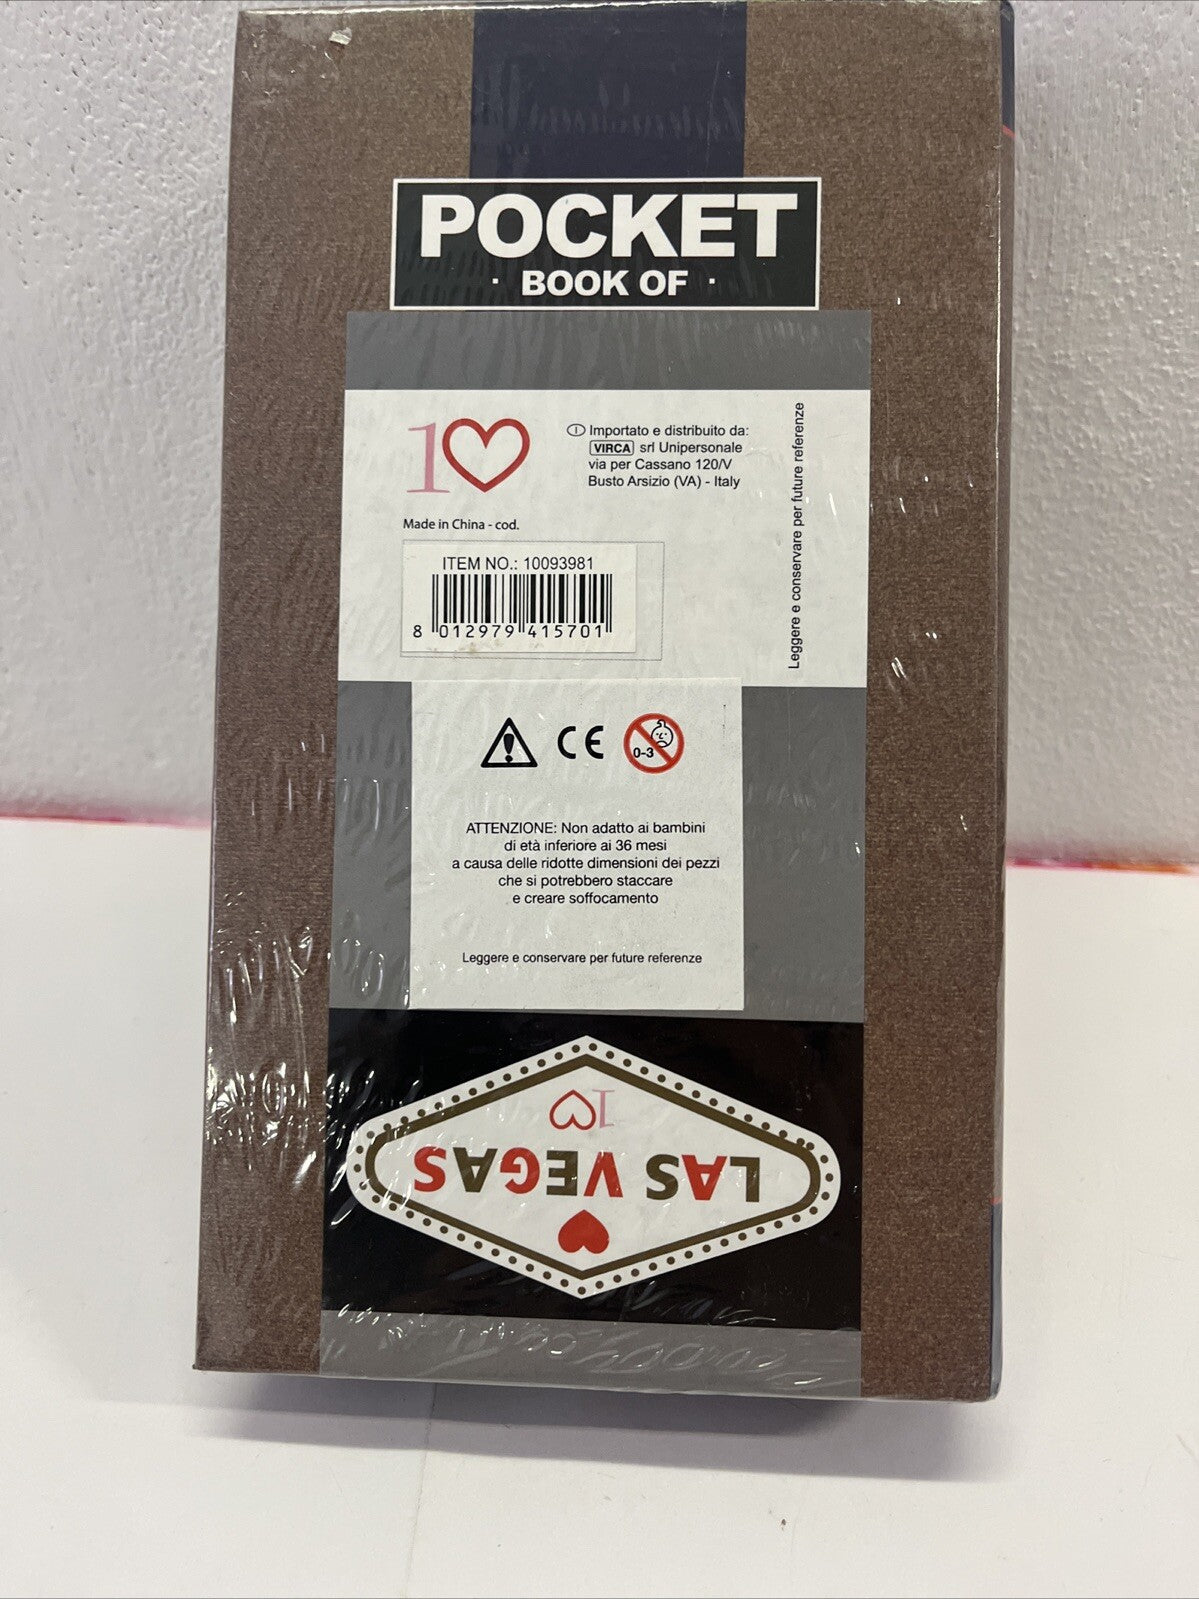 POCKET
· BOOK OF ·
10
I Importato e distribuito da:
VIRCA srl Unipersonale
via per Cassano 120/V
Busto Arsizio (VA) - Italy
Leggere e conservare per future referenze
Made in China - cod.
ITEM NO.: 10093981
8 012979 415701
CE
0-3
ATTENZIONE: Non adatto ai bambini
di età inferiore ai 36 mesi
a causa delle ridotte dimensioni dei pezzi
che si potrebbero staccare
e creare soffocamento
Leggere e conservare per future referenze
LAS VEGAS
10